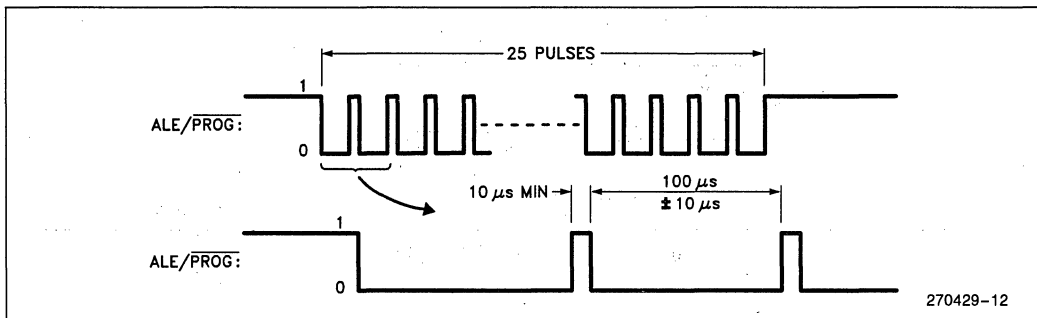 25 PULSES
1
ALE/PROG:
0
10 µs MIN
100 µs
± 10 µs
1
ALE/PROG:
0
270429-12